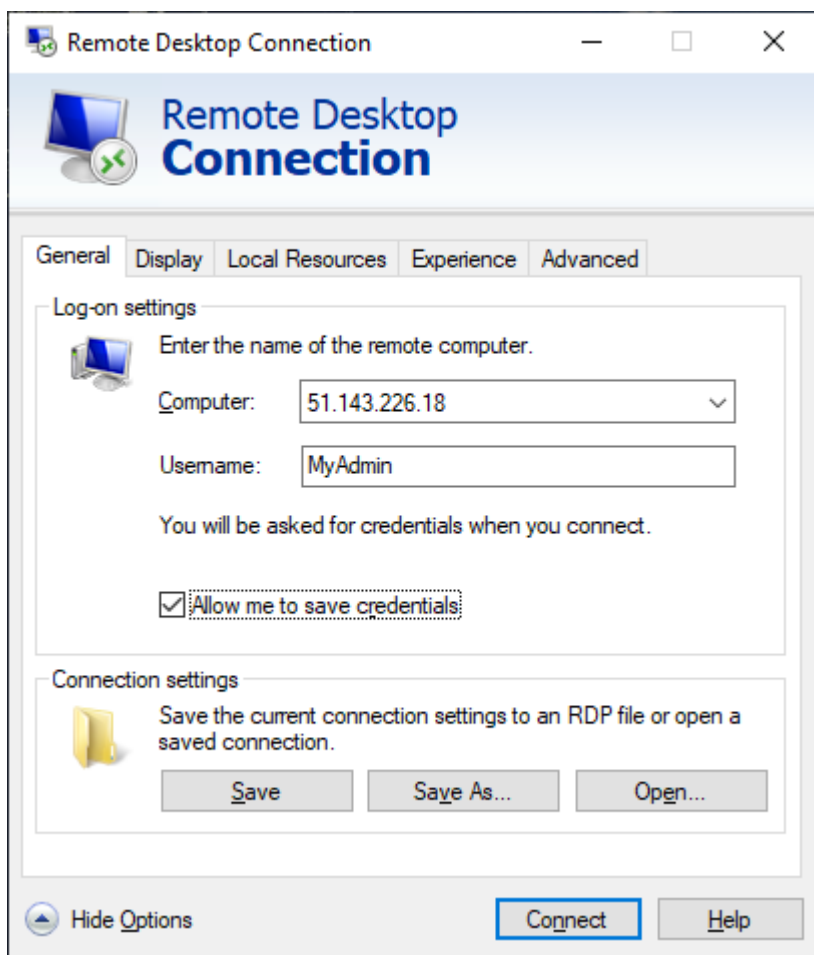 Remote Desktop Connection
Remote Desktop
Connection
General Display Local Resources Experience Advanced
Log-on settings
Enter the name of the remote computer.
Computer: 51.143.226.18
Username: MyAdmin
You will be asked for credentials when you connect.
Allow me to save credentials
Connection settings
Save the current connection settings to an RDP file or open a
saved connection.
Save Save As... Open...
Hide Options Connect Help